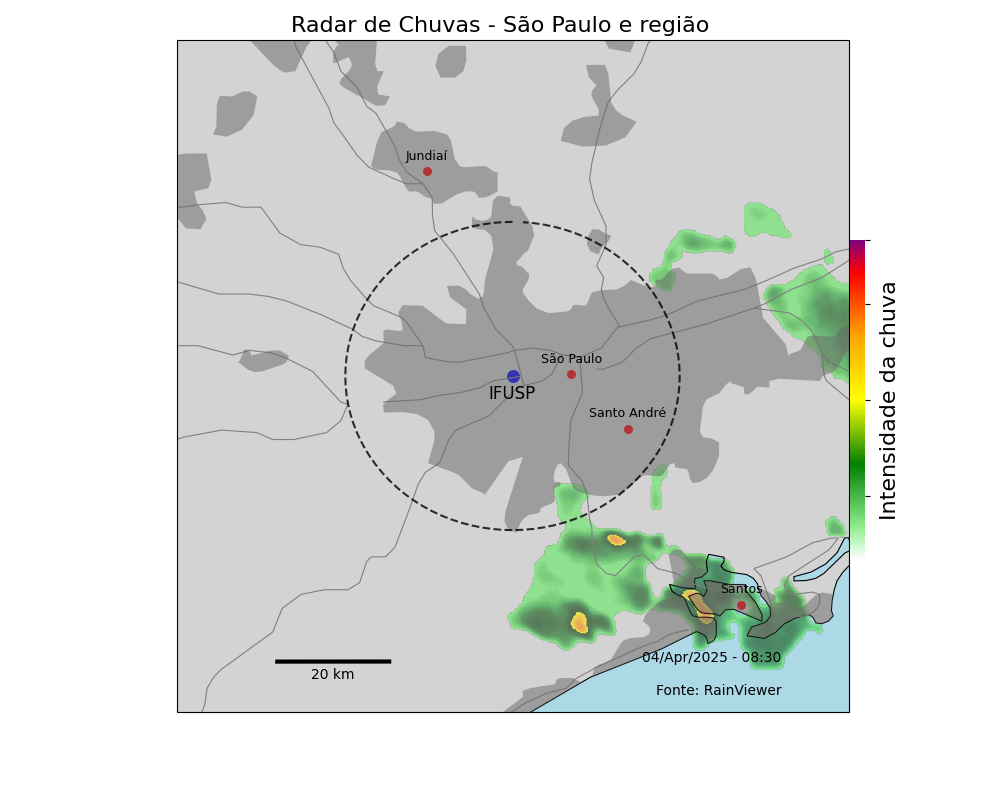 Radar de Chuvas - São Paulo e região
Jundiaí
São Paulo
IFUSP
Santo André
Intensidade da chuva
Santos
04/Apr/2025 - 08:30
20 km
Fonte: RainViewer